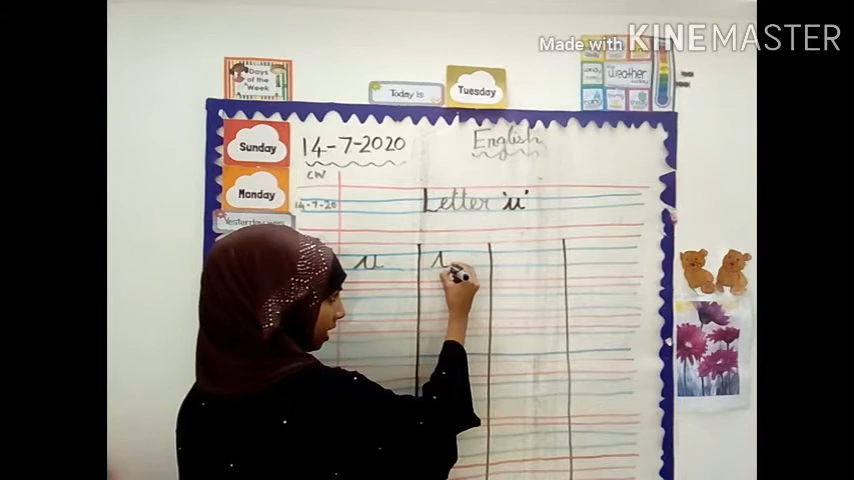 Made with KINEMASTER
Days
of the
Week
Today is
Tuesday
weather
Sunday
14-7-2020
English
CW
Monday
14-7-20
Letter 'u'
Yesterday was
u